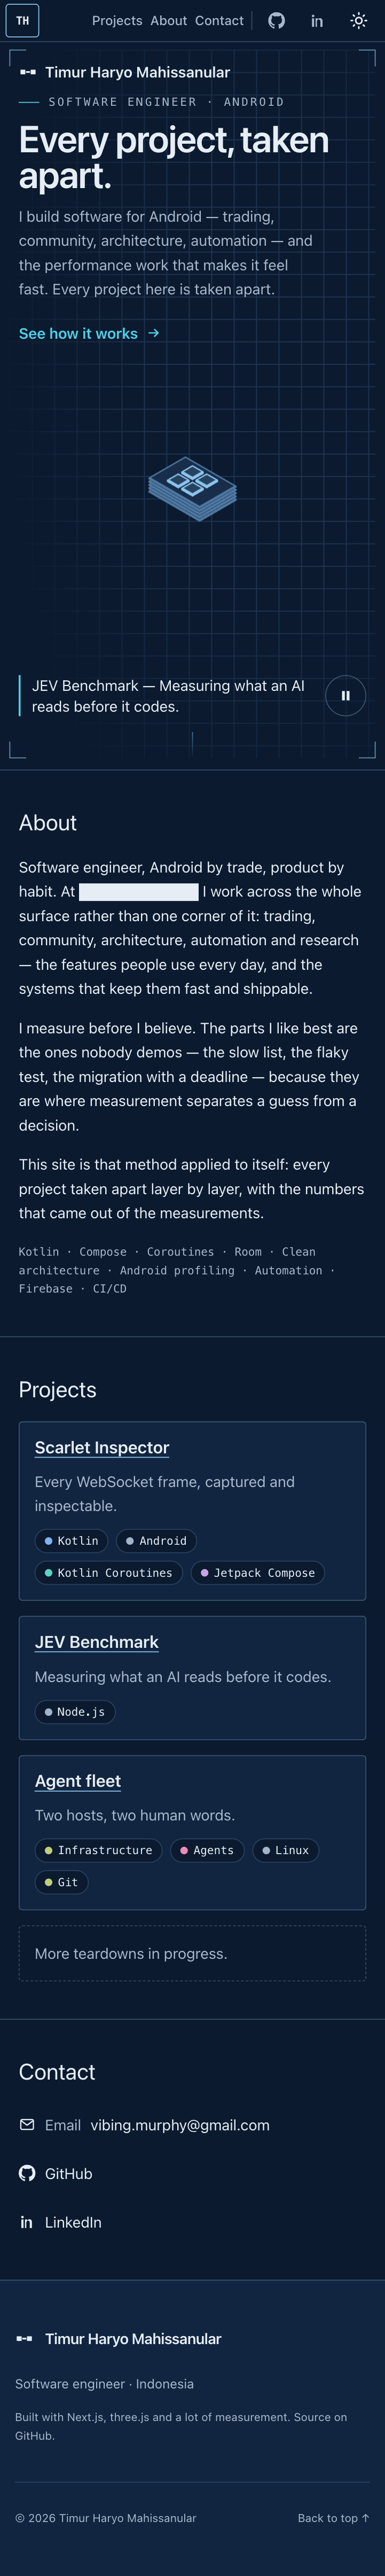 TH
Projects About Contact
Timur Haryo Mahissanular
SOFTWARE ENGINEER · ANDROID
Every project, taken
apart.
I build software for Android — trading,
community, architecture, automation — and
the performance work that makes it feel
fast. Every project here is taken apart.
See how it works →
JEV Benchmark — Measuring what an AI
reads before it codes.
About
Software engineer, Android by trade, product by
habit. At I work across the whole
surface rather than one corner of it: trading,
community, architecture, automation and research
— the features people use every day, and the
systems that keep them fast and shippable.
I measure before I believe. The parts I like best are
the ones nobody demos — the slow list, the flaky
test, the migration with a deadline — because they
are where measurement separates a guess from a
decision.
This site is that method applied to itself: every
project taken apart layer by layer, with the numbers
that came out of the measurements.
Kotlin · Compose · Coroutines · Room · Clean
architecture · Android profiling · Automation ·
Firebase · CI/CD
Projects
Scarlet Inspector
Every WebSocket frame, captured and
inspectable.
Kotlin Android
Kotlin Coroutines Jetpack Compose
JEV Benchmark
Measuring what an AI reads before it codes.
Node.js
Agent fleet
Two hosts, two human words.
Infrastructure Agents Linux
Git
More teardowns in progress.
Contact
Email vibing.murphy@gmail.com
GitHub
in LinkedIn
Timur Haryo Mahissanular
Software engineer · Indonesia
Built with Next.js, three.js and a lot of measurement. Source on
GitHub.
© 2026 Timur Haryo Mahissanular Back to top ↑